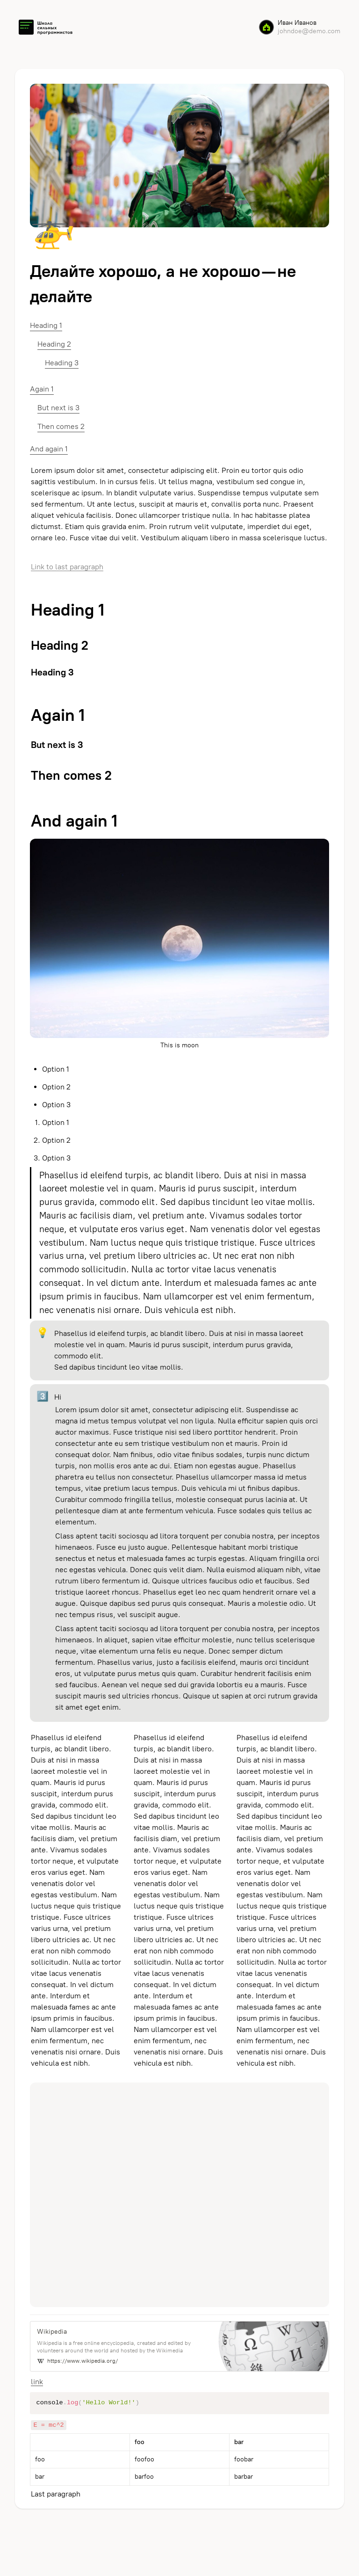 Школа
сильных
программистов
Иван Иванов
johndoe@demo.com
Делайте хорошо, а не хорошо — не
делайте
Heading 1
Heading 2
Heading 3
Again 1
But next is 3
Then comes 2
And again 1
Lorem ipsum dolor sit amet, consectetur adipiscing elit. Proin eu tortor quis odio
sagittis vestibulum. In in cursus felis. Ut tellus magna, vestibulum sed congue in,
scelerisque ac ipsum. In blandit vulputate varius. Suspendisse tempus vulputate sem
sed fermentum. Ut ante lectus, suscipit at mauris et, convallis porta nunc. Praesent
aliquet vehicula facilisis. Donec ullamcorper tristique nulla. In hac habitasse platea
dictumst. Etiam quis gravida enim. Proin rutrum velit vulputate, imperdiet dui eget,
ornare leo. Fusce vitae dui velit. Vestibulum aliquam libero in massa scelerisque luctus.
Link to last paragraph
Heading 1
Heading 2
Heading 3
Again 1
But next is 3
Then comes 2
And again 1
This is moon
• Option 1
• Option 2
• Option 3
1. Option 1
2. Option 2
3. Option 3
Phasellus id eleifend turpis, ac blandit libero. Duis at nisi in massa
laoreet molestie vel in quam. Mauris id purus suscipit, interdum
purus gravida, commodo elit. Sed dapibus tincidunt leo vitae mollis.
Mauris ac facilisis diam, vel pretium ante. Vivamus sodales tortor
neque, et vulputate eros varius eget. Nam venenatis dolor vel egestas
vestibulum. Nam luctus neque quis tristique tristique. Fusce ultrices
varius urna, vel pretium libero ultricies ac. Ut nec erat non nibh
commodo sollicitudin. Nulla ac tortor vitae lacus venenatis
consequat. In vel dictum ante. Interdum et malesuada fames ac ante
ipsum primis in faucibus. Nam ullamcorper est vel enim fermentum,
nec venenatis nisi ornare. Duis vehicula est nibh.
Phasellus id eleifend turpis, ac blandit libero. Duis at nisi in massa laoreet
molestie vel in quam. Mauris id purus suscipit, interdum purus gravida,
commodo elit.
Sed dapibus tincidunt leo vitae mollis.
3 Hi
Lorem ipsum dolor sit amet, consectetur adipiscing elit. Suspendisse ac
magna id metus tempus volutpat vel non ligula. Nulla efficitur sapien quis orci
auctor maximus. Fusce tristique nisi sed libero porttitor hendrerit. Proin
consectetur ante eu sem tristique vestibulum non et mauris. Proin id
consequat dolor. Nam finibus, odio vitae finibus sodales, turpis nunc dictum
turpis, non mollis eros ante ac dui. Etiam non egestas augue. Phasellus
pharetra eu tellus non consectetur. Phasellus ullamcorper massa id metus
tempus, vitae pretium lacus tempus. Duis vehicula mi ut finibus dapibus.
Curabitur commodo fringilla tellus, molestie consequat purus lacinia at. Ut
pellentesque diam at ante fermentum vehicula. Fusce sodales quis tellus ac
elementum.
Class aptent taciti sociosqu ad litora torquent per conubia nostra, per inceptos
himenaeos. Fusce eu justo augue. Pellentesque habitant morbi tristique
senectus et netus et malesuada fames ac turpis egestas. Aliquam fringilla orci
nec egestas vehicula. Donec quis velit diam. Nulla euismod aliquam nibh, vitae
rutrum libero fermentum id. Quisque ultrices faucibus odio et faucibus. Sed
tristique laoreet rhoncus. Phasellus eget leo nec quam hendrerit ornare vel a
augue. Quisque dapibus sed purus quis consequat. Mauris a molestie odio. Ut
nec tempus risus, vel suscipit augue.
Class aptent taciti sociosqu ad litora torquent per conubia nostra, per inceptos
himenaeos. In aliquet, sapien vitae efficitur molestie, nunc tellus scelerisque
neque, vitae elementum urna felis eu neque. Donec semper dictum
fermentum. Phasellus varius, justo a facilisis eleifend, mauris orci tincidunt
eros, ut vulputate purus metus quis quam. Curabitur hendrerit facilisis enim
sed faucibus. Aenean vel neque sed dui gravida lobortis eu a mauris. Fusce
suscipit mauris sed ultricies rhoncus. Quisque ut sapien at orci rutrum gravida
sit amet eget enim.
Phasellus id eleifend
turpis, ac blandit libero.
Duis at nisi in massa
laoreet molestie vel in
quam. Mauris id purus
suscipit, interdum purus
gravida, commodo elit.
Sed dapibus tincidunt leo
vitae mollis. Mauris ac
facilisis diam, vel pretium
ante. Vivamus sodales
tortor neque, et vulputate
eros varius eget. Nam
venenatis dolor vel
egestas vestibulum. Nam
luctus neque quis tristique
tristique. Fusce ultrices
varius urna, vel pretium
libero ultricies ac. Ut nec
erat non nibh commodo
sollicitudin. Nulla ac tortor
vitae lacus venenatis
consequat. In vel dictum
ante. Interdum et
malesuada fames ac ante
ipsum primis in faucibus.
Nam ullamcorper est vel
enim fermentum, nec
venenatis nisi ornare. Duis
vehicula est nibh.
Phasellus id eleifend
turpis, ac blandit libero.
Duis at nisi in massa
laoreet molestie vel in
quam. Mauris id purus
suscipit, interdum purus
gravida, commodo elit.
Sed dapibus tincidunt leo
vitae mollis. Mauris ac
facilisis diam, vel pretium
ante. Vivamus sodales
tortor neque, et vulputate
eros varius eget. Nam
venenatis dolor vel
egestas vestibulum. Nam
luctus neque quis tristique
tristique. Fusce ultrices
varius urna, vel pretium
libero ultricies ac. Ut nec
erat non nibh commodo
sollicitudin. Nulla ac tortor
vitae lacus venenatis
consequat. In vel dictum
ante. Interdum et
malesuada fames ac ante
ipsum primis in faucibus.
Nam ullamcorper est vel
enim fermentum, nec
venenatis nisi ornare. Duis
vehicula est nibh.
Phasellus id eleifend
turpis, ac blandit libero.
Duis at nisi in massa
laoreet molestie vel in
quam. Mauris id purus
suscipit, interdum purus
gravida, commodo elit.
Sed dapibus tincidunt leo
vitae mollis. Mauris ac
facilisis diam, vel pretium
ante. Vivamus sodales
tortor neque, et vulputate
eros varius eget. Nam
venenatis dolor vel
egestas vestibulum. Nam
luctus neque quis tristique
tristique. Fusce ultrices
varius urna, vel pretium
libero ultricies ac. Ut nec
erat non nibh commodo
sollicitudin. Nulla ac tortor
vitae lacus venenatis
consequat. In vel dictum
ante. Interdum et
malesuada fames ac ante
ipsum primis in faucibus.
Nam ullamcorper est vel
enim fermentum, nec
venenatis nisi ornare. Duis
vehicula est nibh.
Wikipedia
Wikipedia is a free online encyclopedia, created and edited by
volunteers around the world and hosted by the Wikimedia
W https://www.wikipedia.org/
Ω W И
link
console.log('Hello World!')
E = mc^2
foo bar
foo foofoo foobar
bar barfoo barbar
Last paragraph